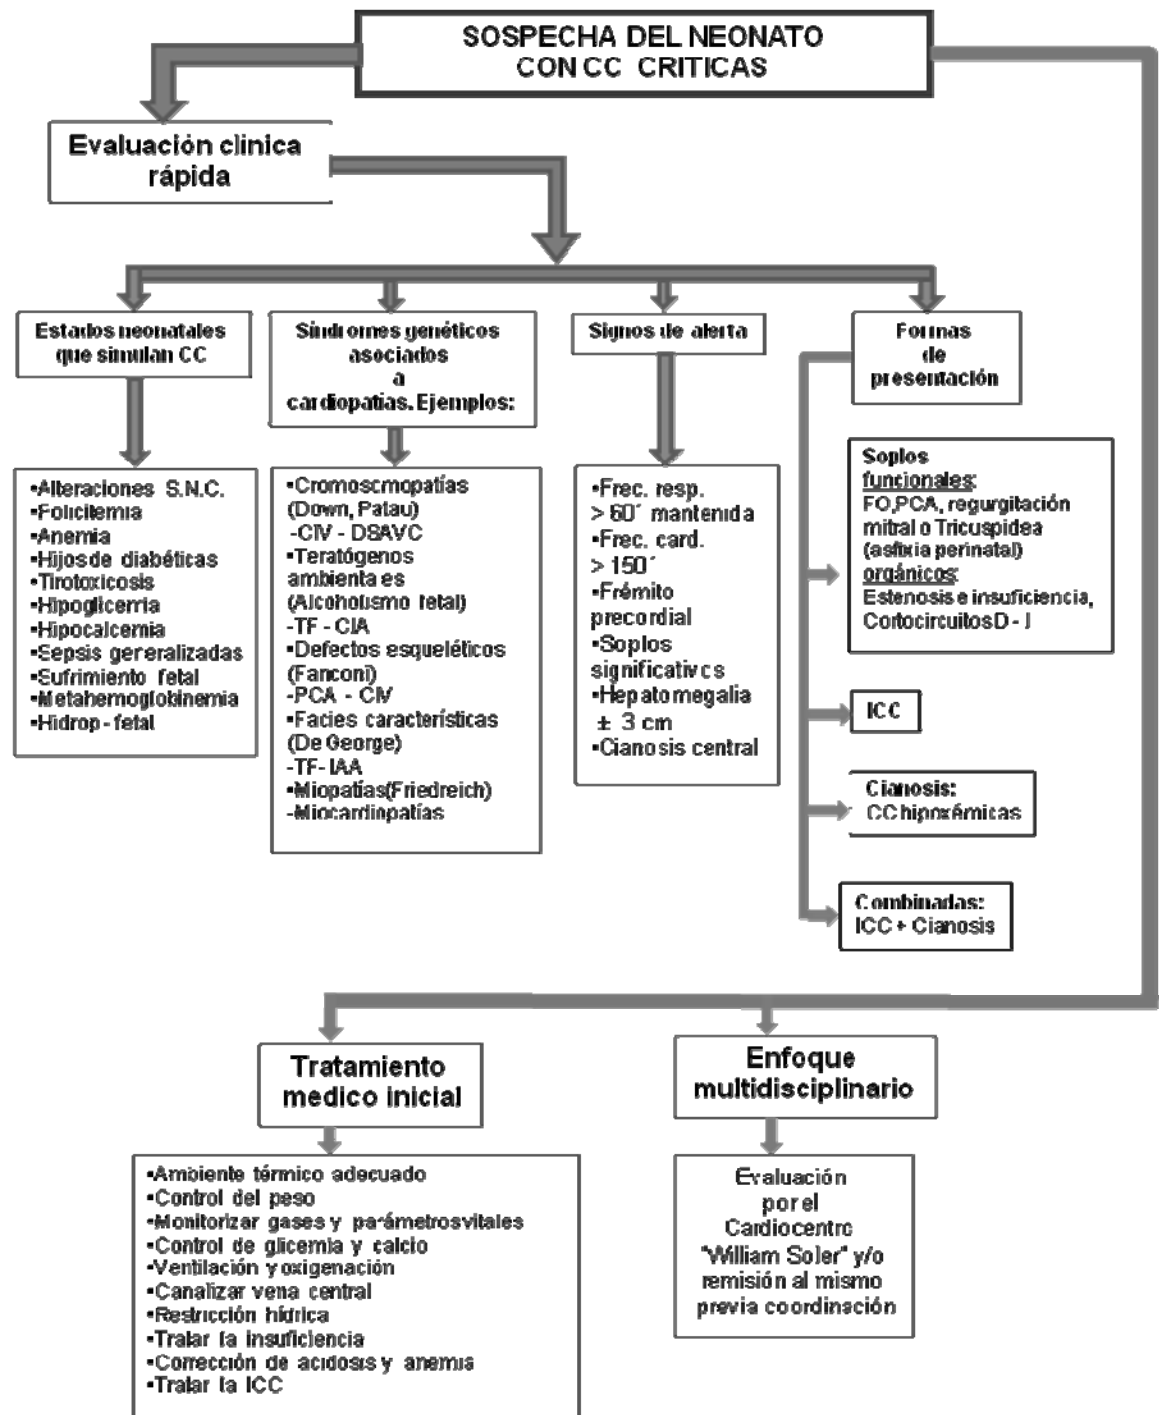 SOSPECHA DEL NEONATO
CON CC CRITICAS
Evaluación clinica
rápida
Estados neonatales
que simulan CC
Síndromes genéticos
asociados
a
cardiopatias. Ejemplos:
Signos de alerta
Formas
de
presentación
•Alteraciones S.N.C.
•Policitemia
•Anemia
•Hijos de diabéticas
•Tirotoxicosis
•Hipoglicemia
•Hipocalcemia
•Sepsis generalizadas
•Sufrimiento fetal
•Metahemoglobinemia
•Hidrop - fetal
•Cromosomopatías
(Down, Patau)
-CIV - DSAVC
•Teratógenos
ambientales
(Alcoholismo fetal)
-TF - CIA
•Defectos esqueléticos
(Fanconi)
-PCA - CIV
•Facies características
(De George)
-TF- IAA
•Miopatías(Friedreich)
-Miocardiopatías
•Frec. resp.
> 60´ mantenida
•Frec. card.
> 150´
•Frémito
precordial
•Soplos
significativos
•Hepatomegalia
± 3 cm
•Cianosis central
Soplos
funcionales:
FO,PCA, regurgitación
mitral o Tricuspidea
(asfixia perinatal)
orgánicos:
Estenosis e insuficiencia,
Cortocircuitos D - I
ICC
Cianosis:
CC hipoxémicas
Combinadas:
ICC + Cianosis
Tratamiento
medico inicial
Enfoque
multidisciplinario
•Ambiente térmico adecuado
•Control del peso
•Monitorizar gases y parámetros vitales
•Control de glicemia y calcio
•Ventilación y oxigenación
•Canalizar vena central
•Restricción hídrica
•Tratar la insuficiencia
•Corrección de acidosis y anemia
•Tratar la ICC
Evaluación
por el
Cardiocentro
"William Soler" y/o
remisión al mismo
previa coordinación